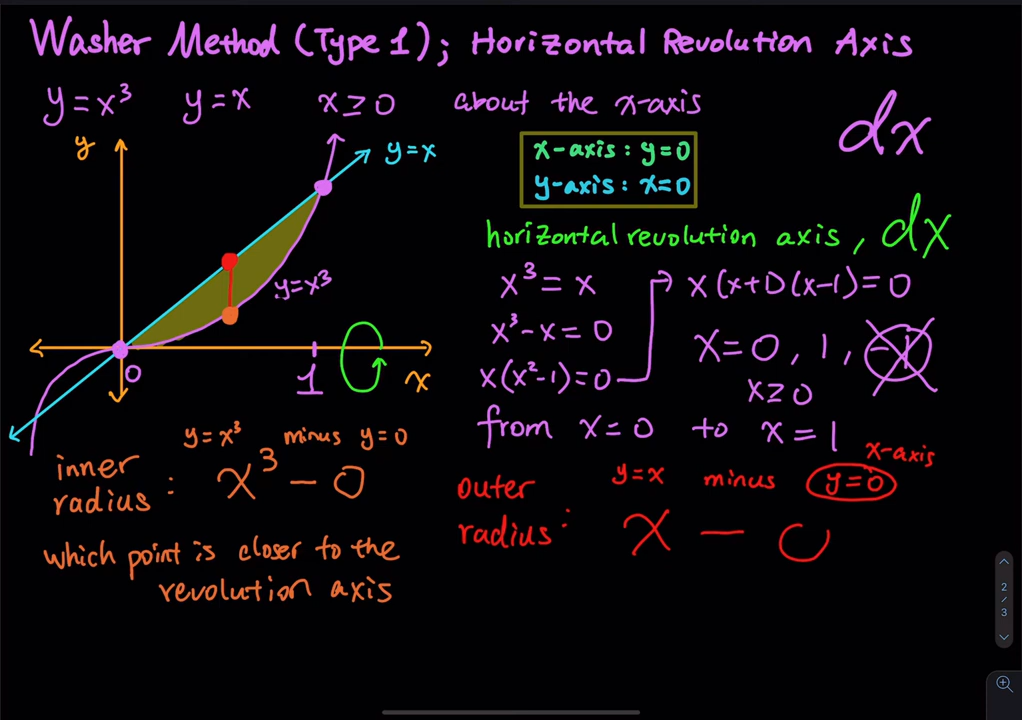 Washer Method (Type 1); Horizontal Revolution Axis
y = x³ y = x x ≥ 0 about the x-axis
dx
y
y = x
x-axis : y=0
y-axis : x=0
horizontal revolution axis, dx
y=x³
0
1
x
x³ = x
x³ - x = 0
x(x²-1) = 0
x(x+1)(x-1) = 0
x = 0, 1, -1
x ≥ 0
from x = 0 to x = 1
y = x³ minus y = 0
inner radius : x³ - 0
which point is closer to the
revolution axis
x-axis
y = x minus y = 0
outer radius : x - 0
2
/
3